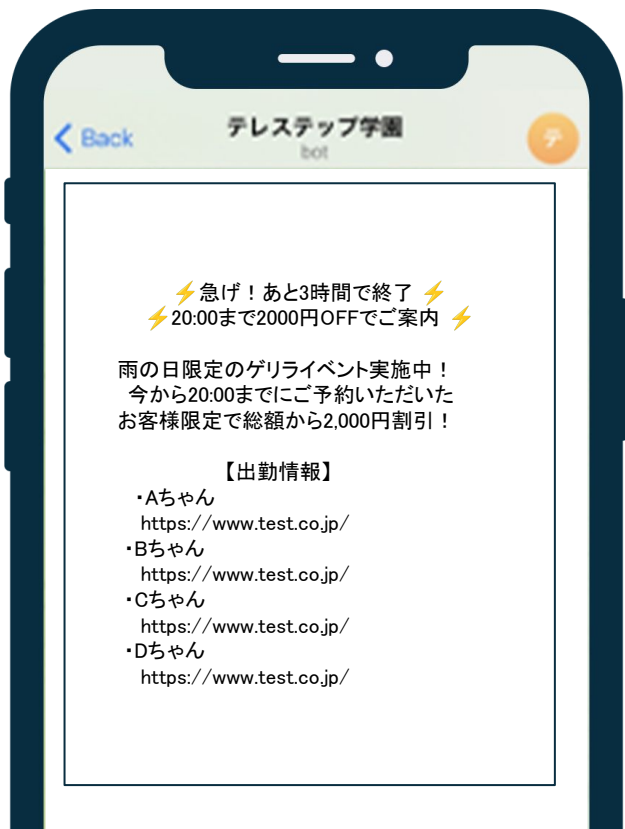 Back
テレステップ学園
bot
テ
⚡急げ！あと3時間で終了⚡
⚡20:00まで2000円OFFでご案内⚡
雨の日限定のゲリライベント実施中！
今から20:00までにご予約いただいた
お客様限定で総額から2,000円割引！
【出勤情報】
・Aちゃん
https://www.test.co.jp/
・Bちゃん
https://www.test.co.jp/
・Cちゃん
https://www.test.co.jp/
・Dちゃん
https://www.test.co.jp/